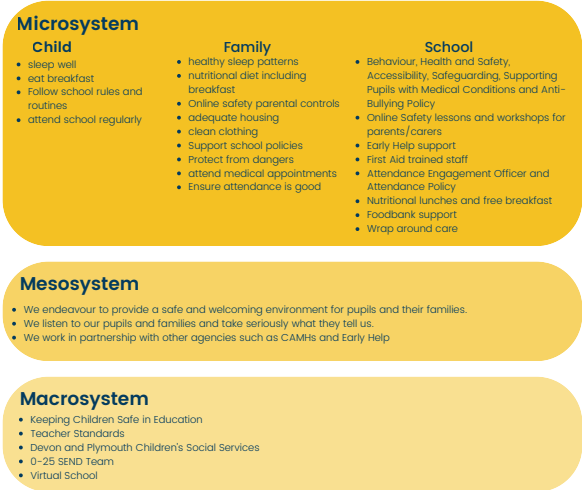 Microsystem
Child
sleep well
eat breakfast
Follow school rules and
routines
attend school regularly
Family
healthy sleep patterns
nutritional diet including
breakfast
Online safety parental controls
adequate housing
clean clothing
Support school policies
Protect from dangers
attend medical appointments
Ensure attendance is good
School
Behaviour, Health and Safety,
Accessibility, Safeguarding, Supporting
Pupils with Medical Conditions and Anti-
Bullying Policy
Online Safety lessons and workshops for
parents/carers
Early Help support
First Aid trained staff
Attendance Engagement Officer and
Attendance Policy
Nutritional lunches and free breakfast
Foodbank support
Wrap around care
Mesosystem
We endeavour to provide a safe and welcoming environment for pupils and their families.
We listen to our pupils and families and take seriously what they tell us.
We work in partnership with other agencies such as CAMHs and Early Help
Macrosystem
Keeping Children Safe in Education
Teacher Standards
Devon and Plymouth Children's Social Services
0-25 SEND Team
Virtual School